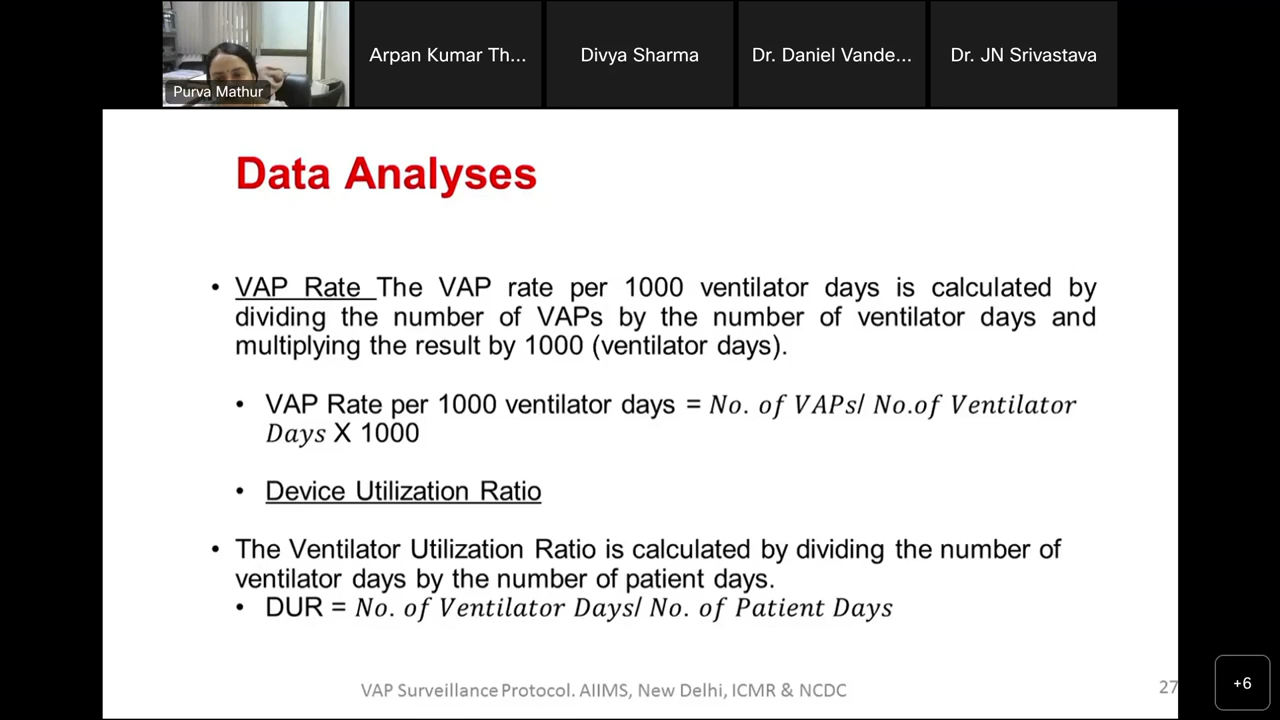 Purva Mathur
Arpan Kumar Th...
Divya Sharma
Dr. Daniel Vande...
Dr. JN Srivastava
Data Analyses
• VAP Rate The VAP rate per 1000 ventilator days is calculated by
dividing the number of VAPs by the number of ventilator days and
multiplying the result by 1000 (ventilator days).
• VAP Rate per 1000 ventilator days = No. of VAPs/ No.of Ventilator
Days X 1000
• Device Utilization Ratio
• The Ventilator Utilization Ratio is calculated by dividing the number of
ventilator days by the number of patient days.
• DUR = No. of Ventilator Days/ No. of Patient Days
VAP Surveillance Protocol. AIIMS, New Delhi, ICMR & NCDC
27
+6